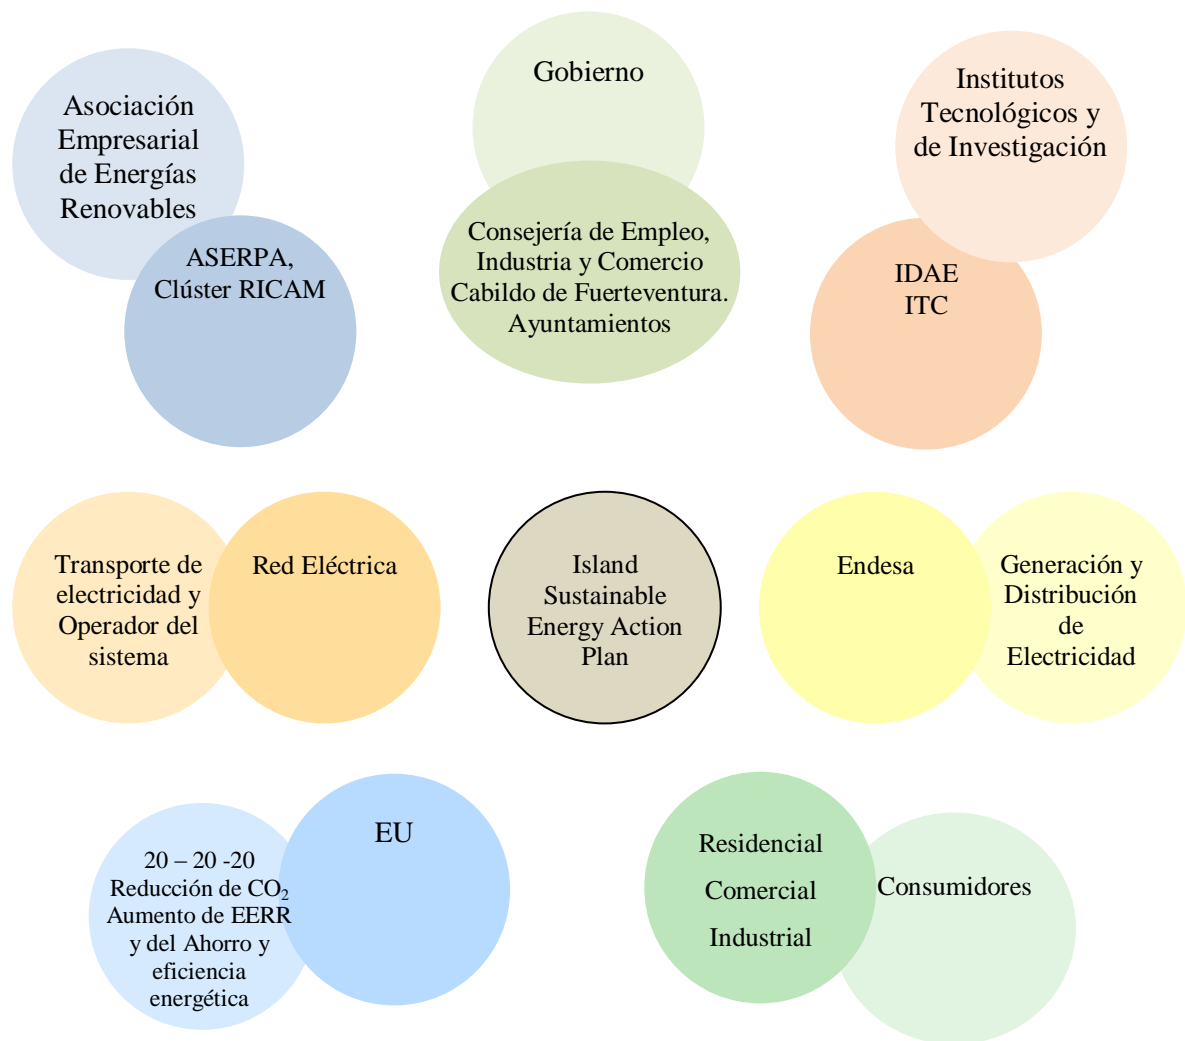 Asociación
Empresarial
de Energías
Renovables
ASERPA,
Clúster RICAM
Gobierno
Consejería de Empleo,
Industria y Comercio
Cabildo de Fuerteventura.
Ayuntamientos
Institutos
Tecnológicos y
de Investigación
IDAE
ITC
Transporte de
electricidad y
Operador del
sistema
Red Eléctrica
Island
Sustainable
Energy Action
Plan
Endesa
Generación y
Distribución
de
Electricidad
20 – 20 -20
Reducción de CO₂
Aumento de EERR
y del Ahorro y
eficiencia
energética
EU
Residencial
Comercial
Industrial
Consumidores